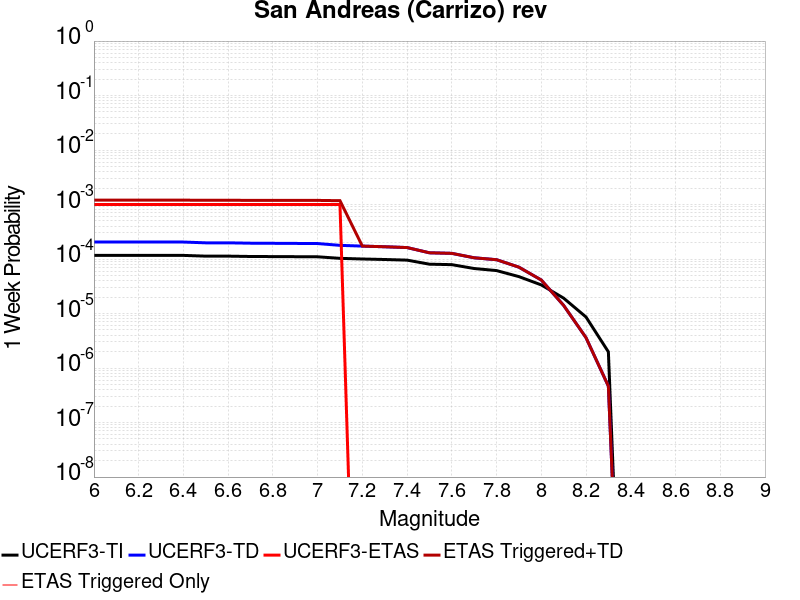 San Andreas (Carrizo) rev
10 0
10 -1
10 -2
10 -3
10 -4
10 -5
10 -6
10 -7
10 -8
1 Week Probability
6 6.2 6.4 6.6 6.8 7 7.2 7.4 7.6 7.8 8 8.2 8.4 8.6 8.8 9
Magnitude
UCERF3-TI UCERF3-TD UCERF3-ETAS ETAS Triggered+TD
ETAS Triggered Only